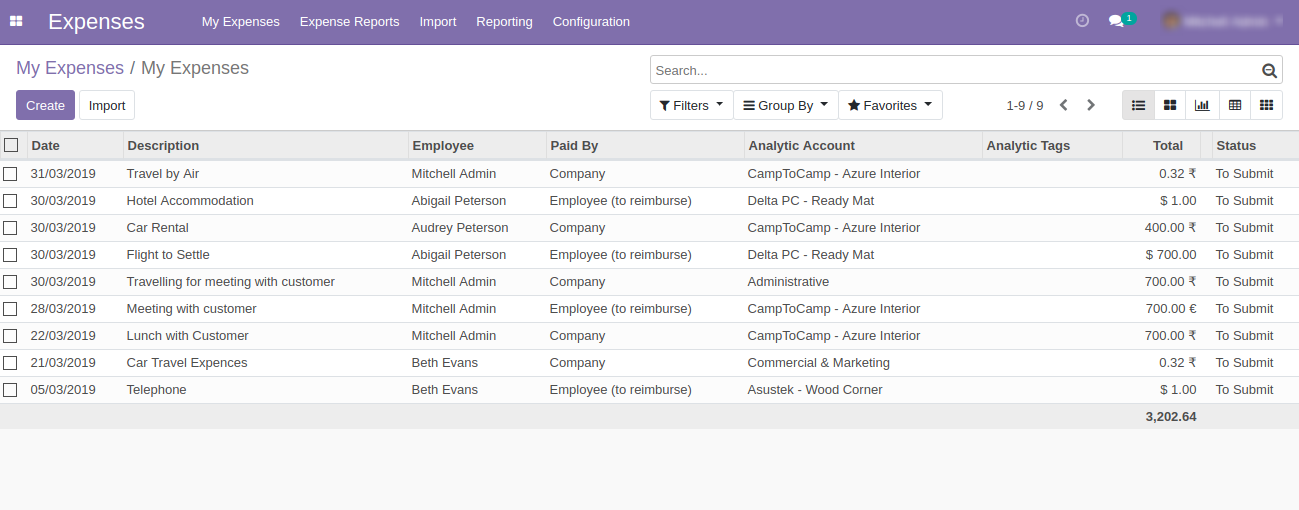 Expenses My Expenses Expense Reports Import Reporting Configuration 1
My Expenses / My Expenses Search...
Create Import Filters Group By Favorites 1-9 / 9
Date Description Employee Paid By Analytic Account Analytic Tags Total Status
31/03/2019 Travel by Air Mitchell Admin Company CampToCamp - Azure Interior 0.32 ₹ To Submit
30/03/2019 Hotel Accommodation Abigail Peterson Employee (to reimburse) Delta PC - Ready Mat $ 1.00 To Submit
30/03/2019 Car Rental Audrey Peterson Company CampToCamp - Azure Interior 400.00 ₹ To Submit
30/03/2019 Flight to Settle Abigail Peterson Employee (to reimburse) Delta PC - Ready Mat $ 700.00 To Submit
30/03/2019 Travelling for meeting with customer Mitchell Admin Company Administrative 700.00 ₹ To Submit
28/03/2019 Meeting with customer Mitchell Admin Employee (to reimburse) CampToCamp - Azure Interior 700.00 € To Submit
22/03/2019 Lunch with Customer Mitchell Admin Company CampToCamp - Azure Interior 700.00 ₹ To Submit
21/03/2019 Car Travel Expences Beth Evans Company Commercial & Marketing 0.32 ₹ To Submit
05/03/2019 Telephone Beth Evans Employee (to reimburse) Asustek - Wood Corner $ 1.00 To Submit
3,202.64